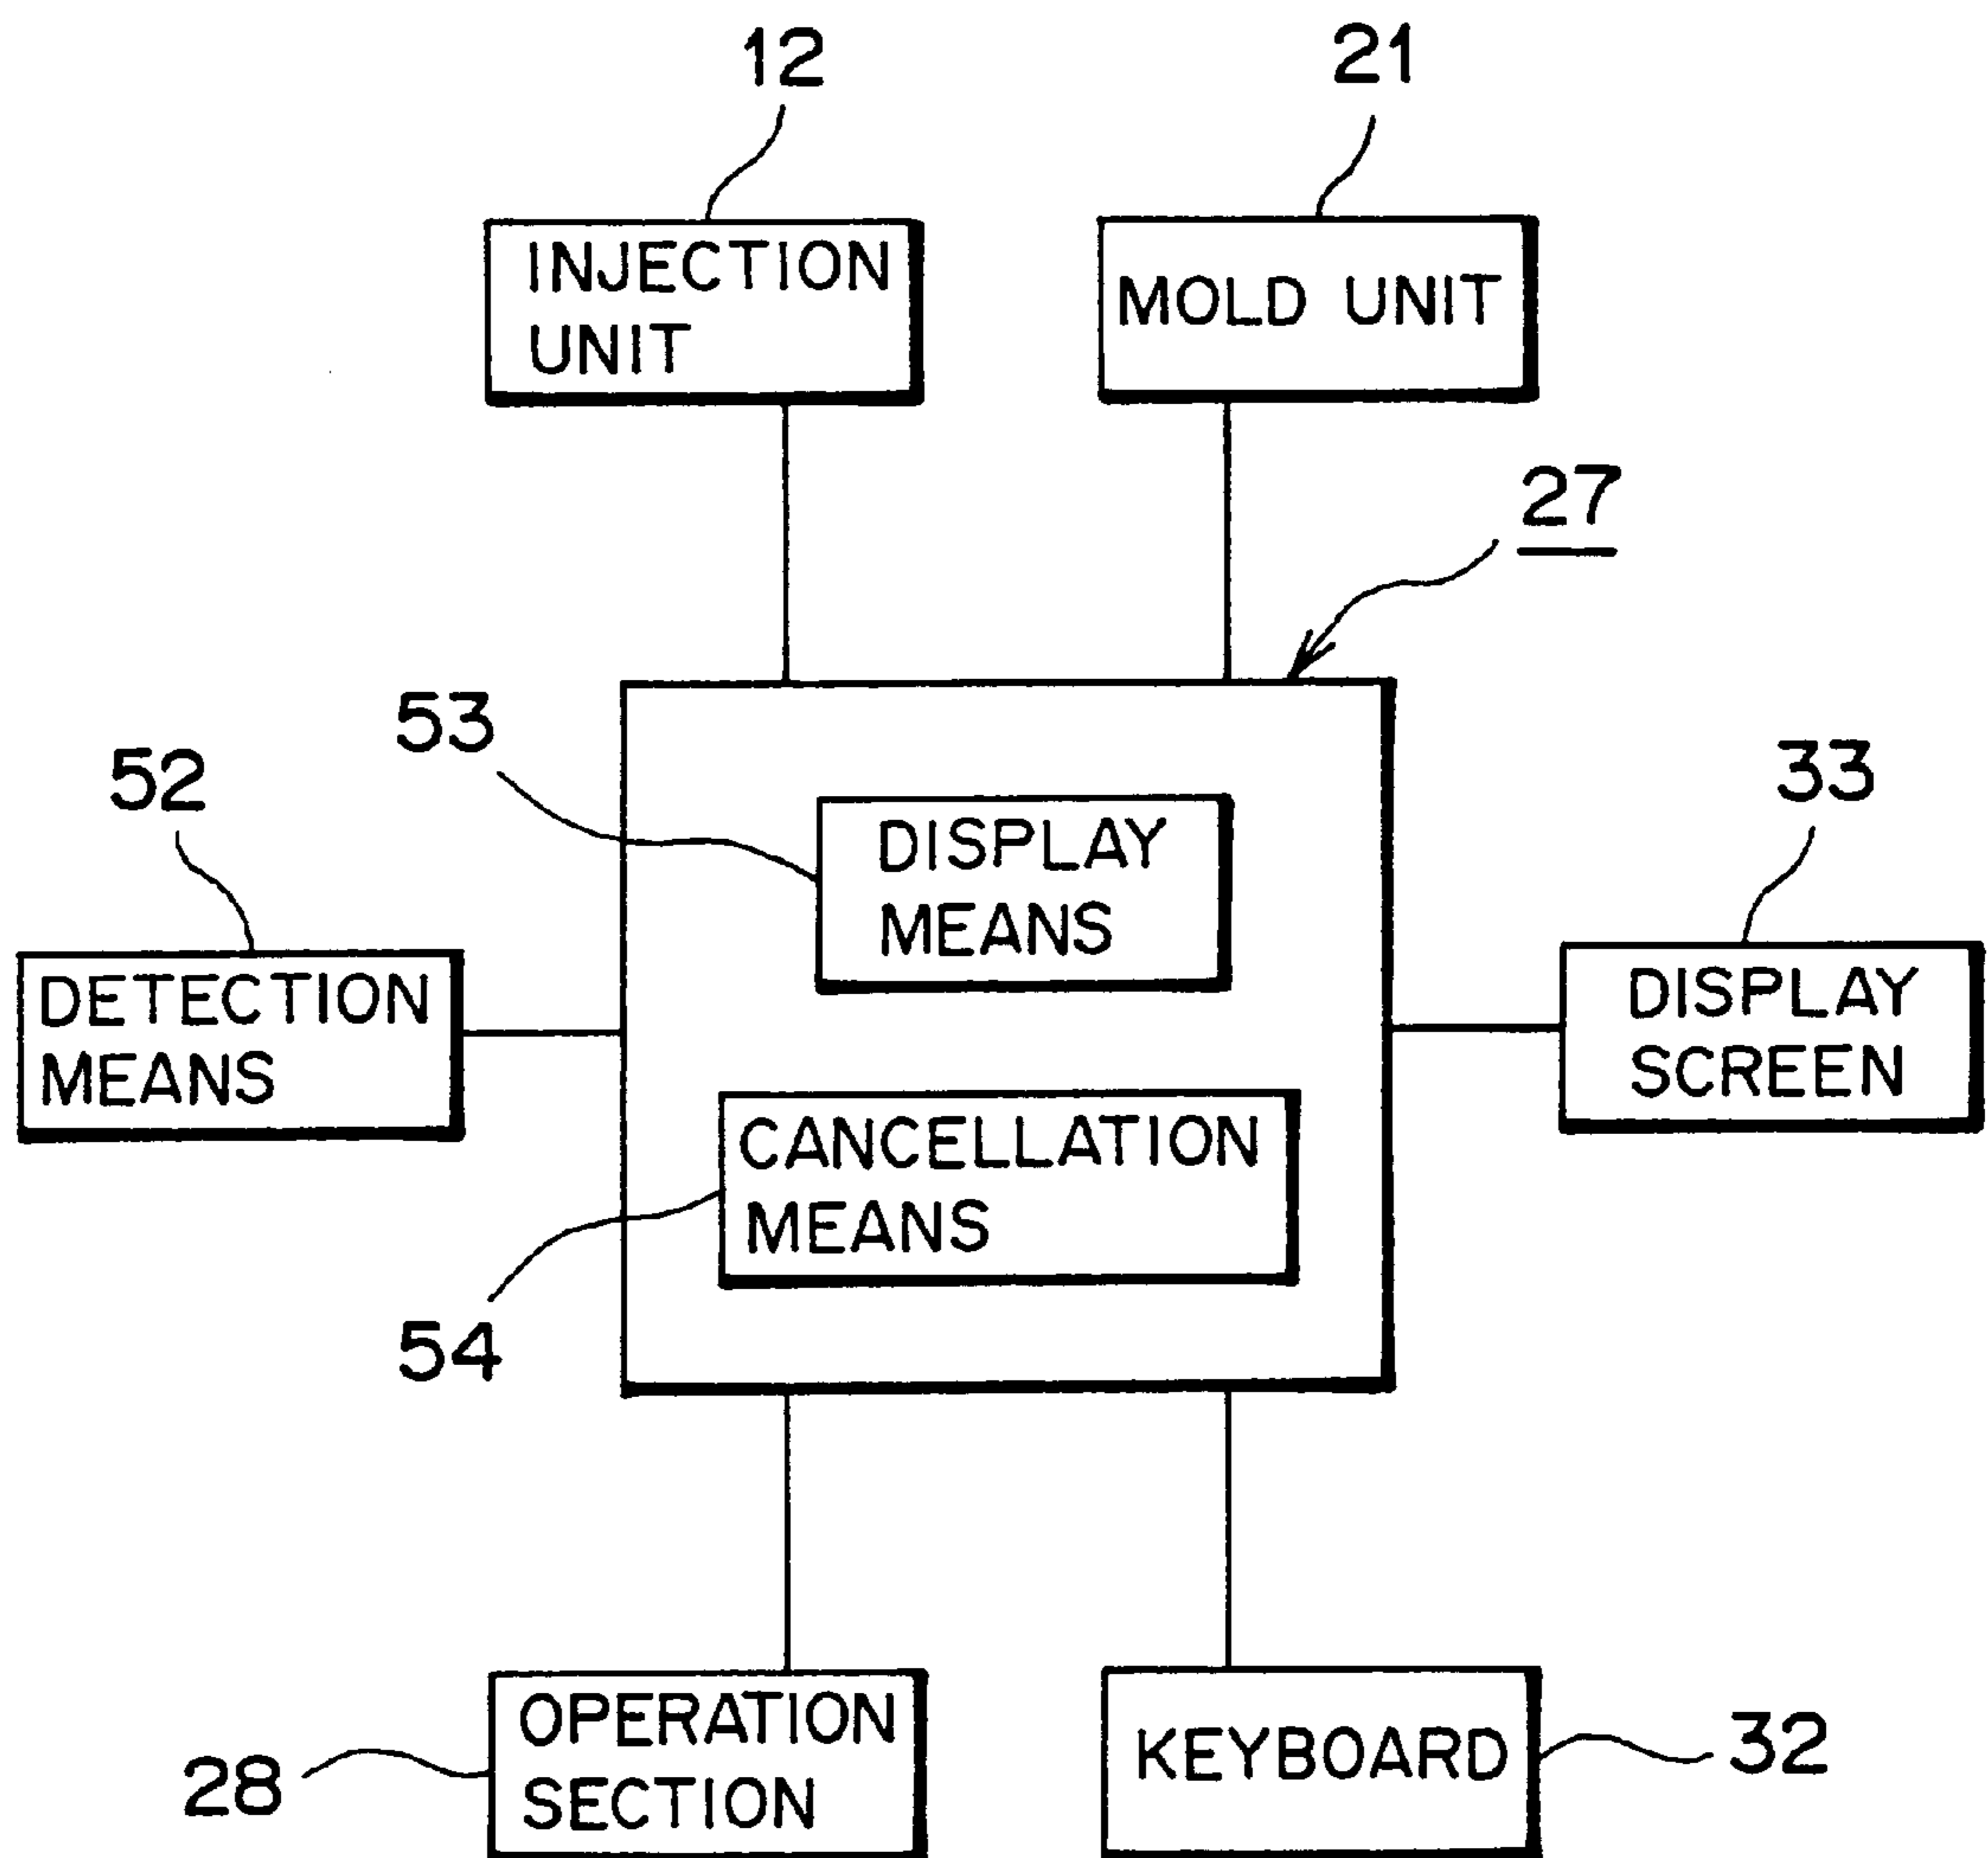 12
21
INJECTION
UNIT
MOLD UNIT
27
53
52
33
DISPLAY
MEANS
DETECTION
MEANS
DISPLAY
SCREEN
CANCELLATION
MEANS
54
OPERATION
SECTION
28
KEYBOARD
32